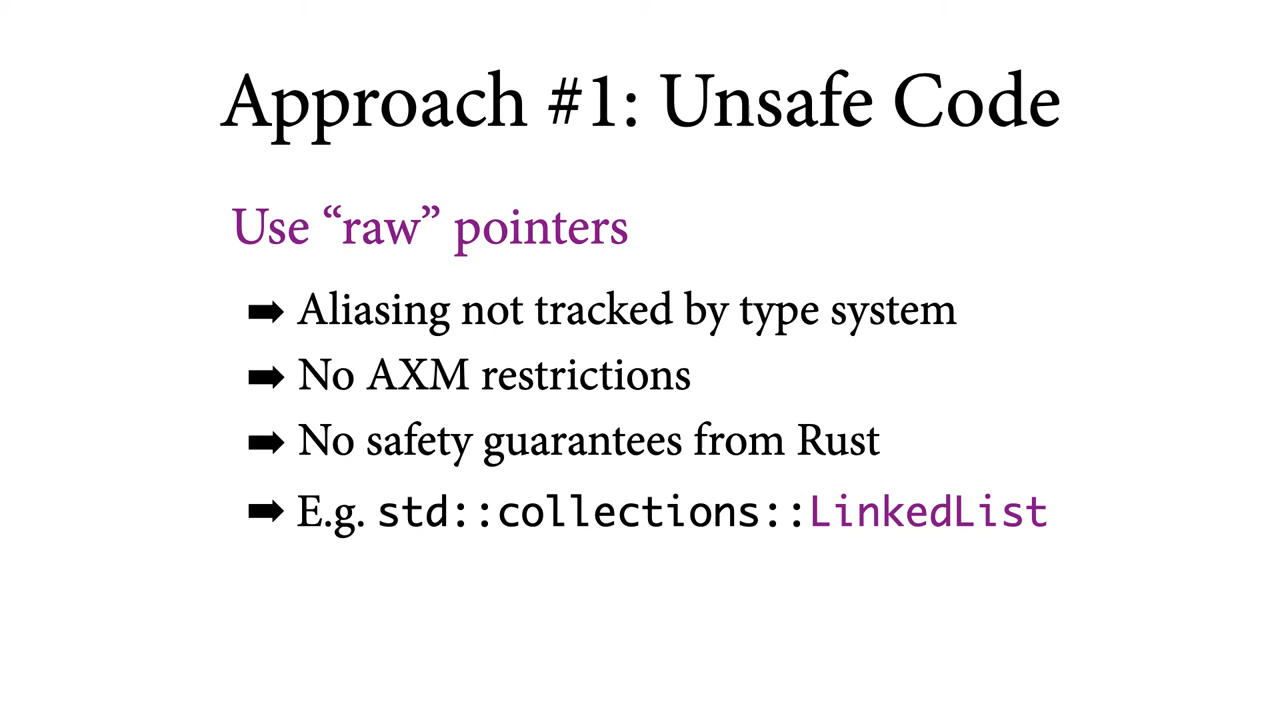 Approach #1: Unsafe Code
Use “raw” pointers
➡ Aliasing not tracked by type system
➡ No AXM restrictions
➡ No safety guarantees from Rust
➡ E.g. std::collections::LinkedList